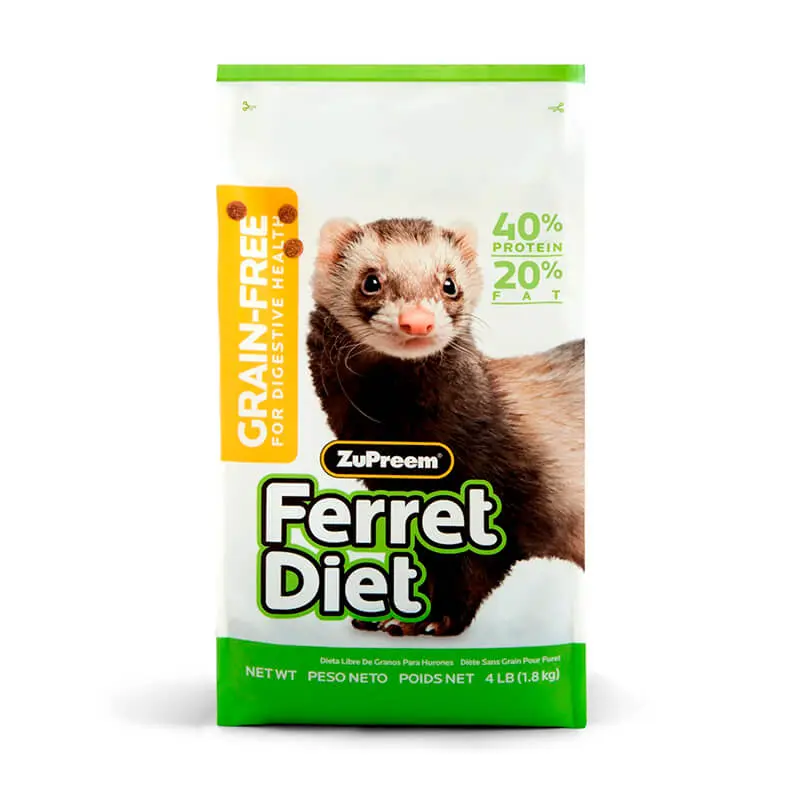 GRAIN-FREE
FOR DIGESTIVE HEALTH
40%
PROTEIN
20%
FAT
ZuPreem®
Ferret
Diet
Dieta Libre De Granos Para Hurones Diète Sans Grain Pour Furet
NET WT PESO NETO POIDS NET 4 LB (1.8 kg)